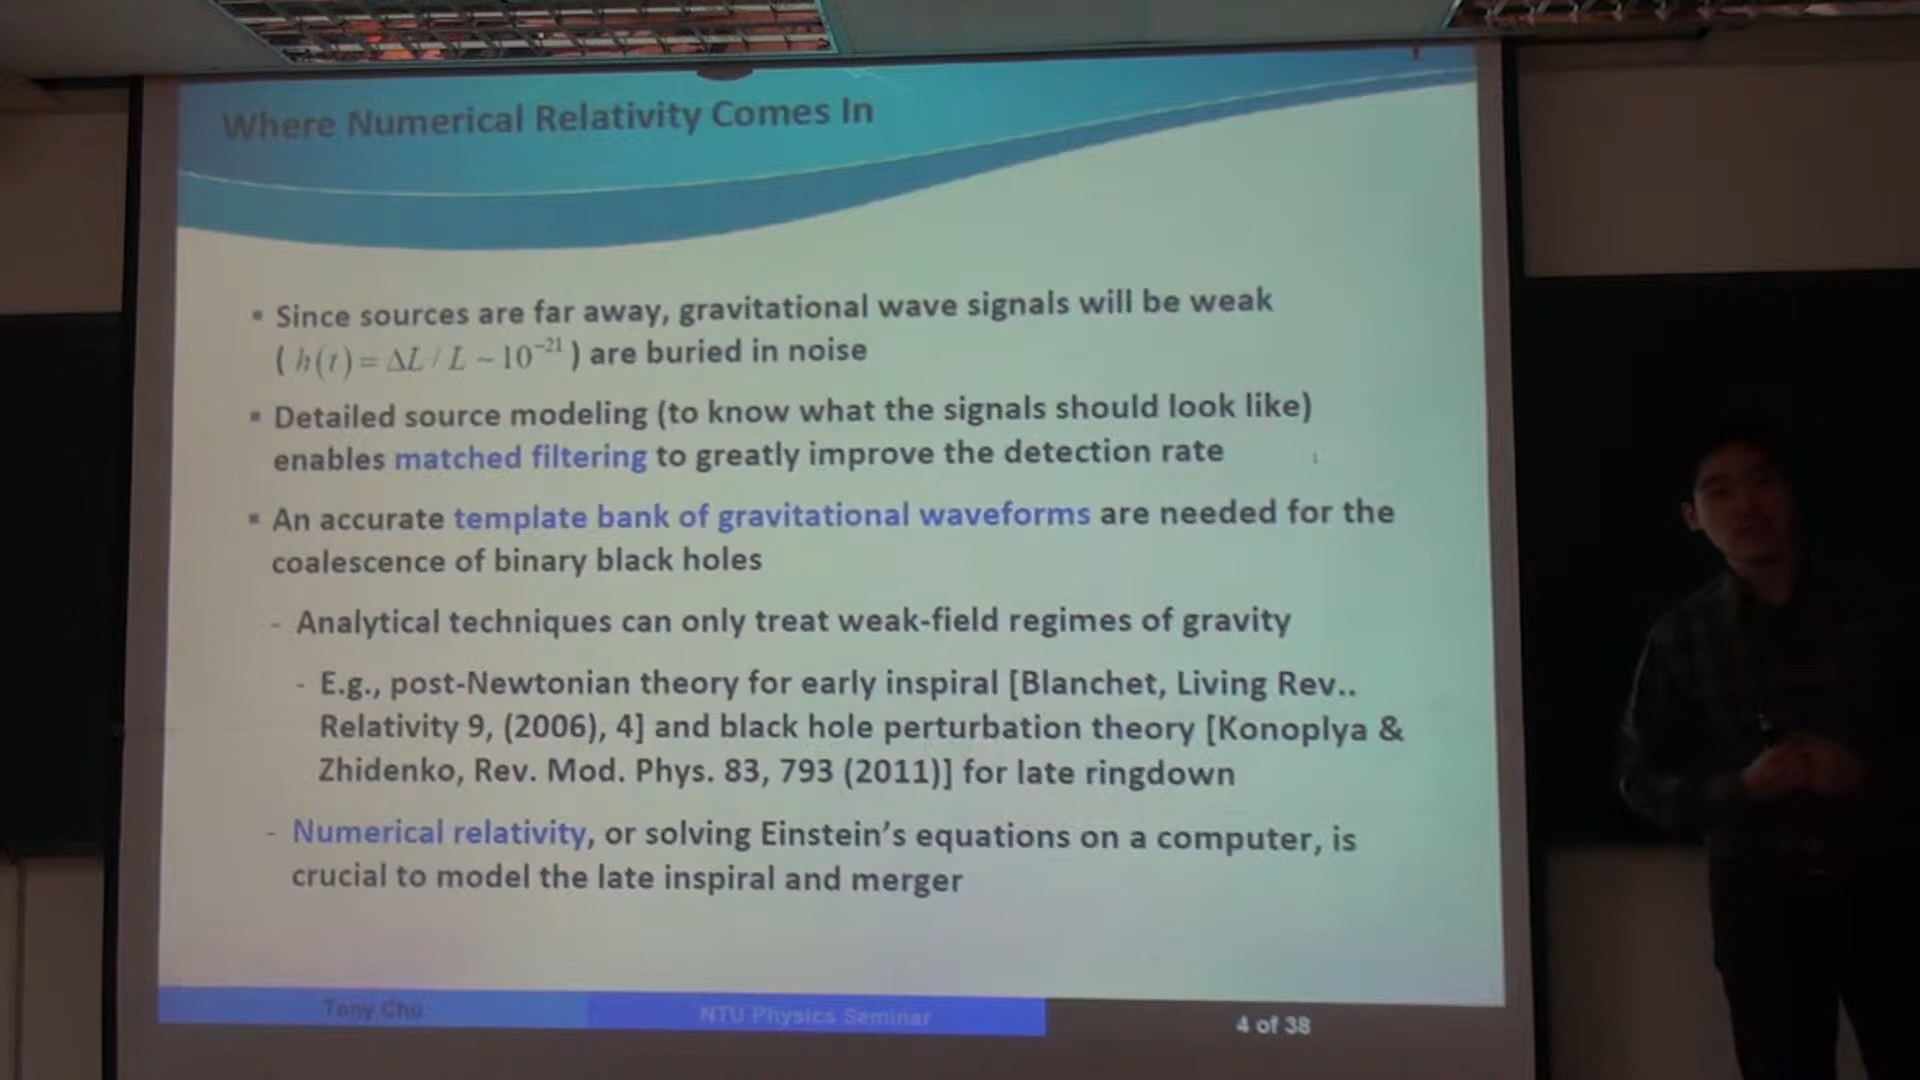 Where Numerical Relativity Comes In
▪ Since sources are far away, gravitational wave signals will be weak
( h(t) = ΔL / L ~ 10⁻²¹ ) are buried in noise
▪ Detailed source modeling (to know what the signals should look like)
enables matched filtering to greatly improve the detection rate
▪ An accurate template bank of gravitational waveforms are needed for the
coalescence of binary black holes
- Analytical techniques can only treat weak-field regimes of gravity
- E.g., post-Newtonian theory for early inspiral [Blanchet, Living Rev..
Relativity 9, (2006), 4] and black hole perturbation theory [Konoplya &
Zhidenko, Rev. Mod. Phys. 83, 793 (2011)] for late ringdown
- Numerical relativity, or solving Einstein's equations on a computer, is
crucial to model the late inspiral and merger
Tony Chu
NTU Physics Seminar
4 of 38